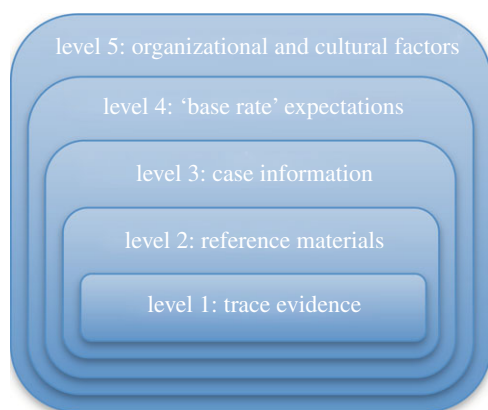 level 5: organizational and cultural factors
level 4: ‘base rate’ expectations
level 3: case information
level 2: reference materials
level 1: trace evidence